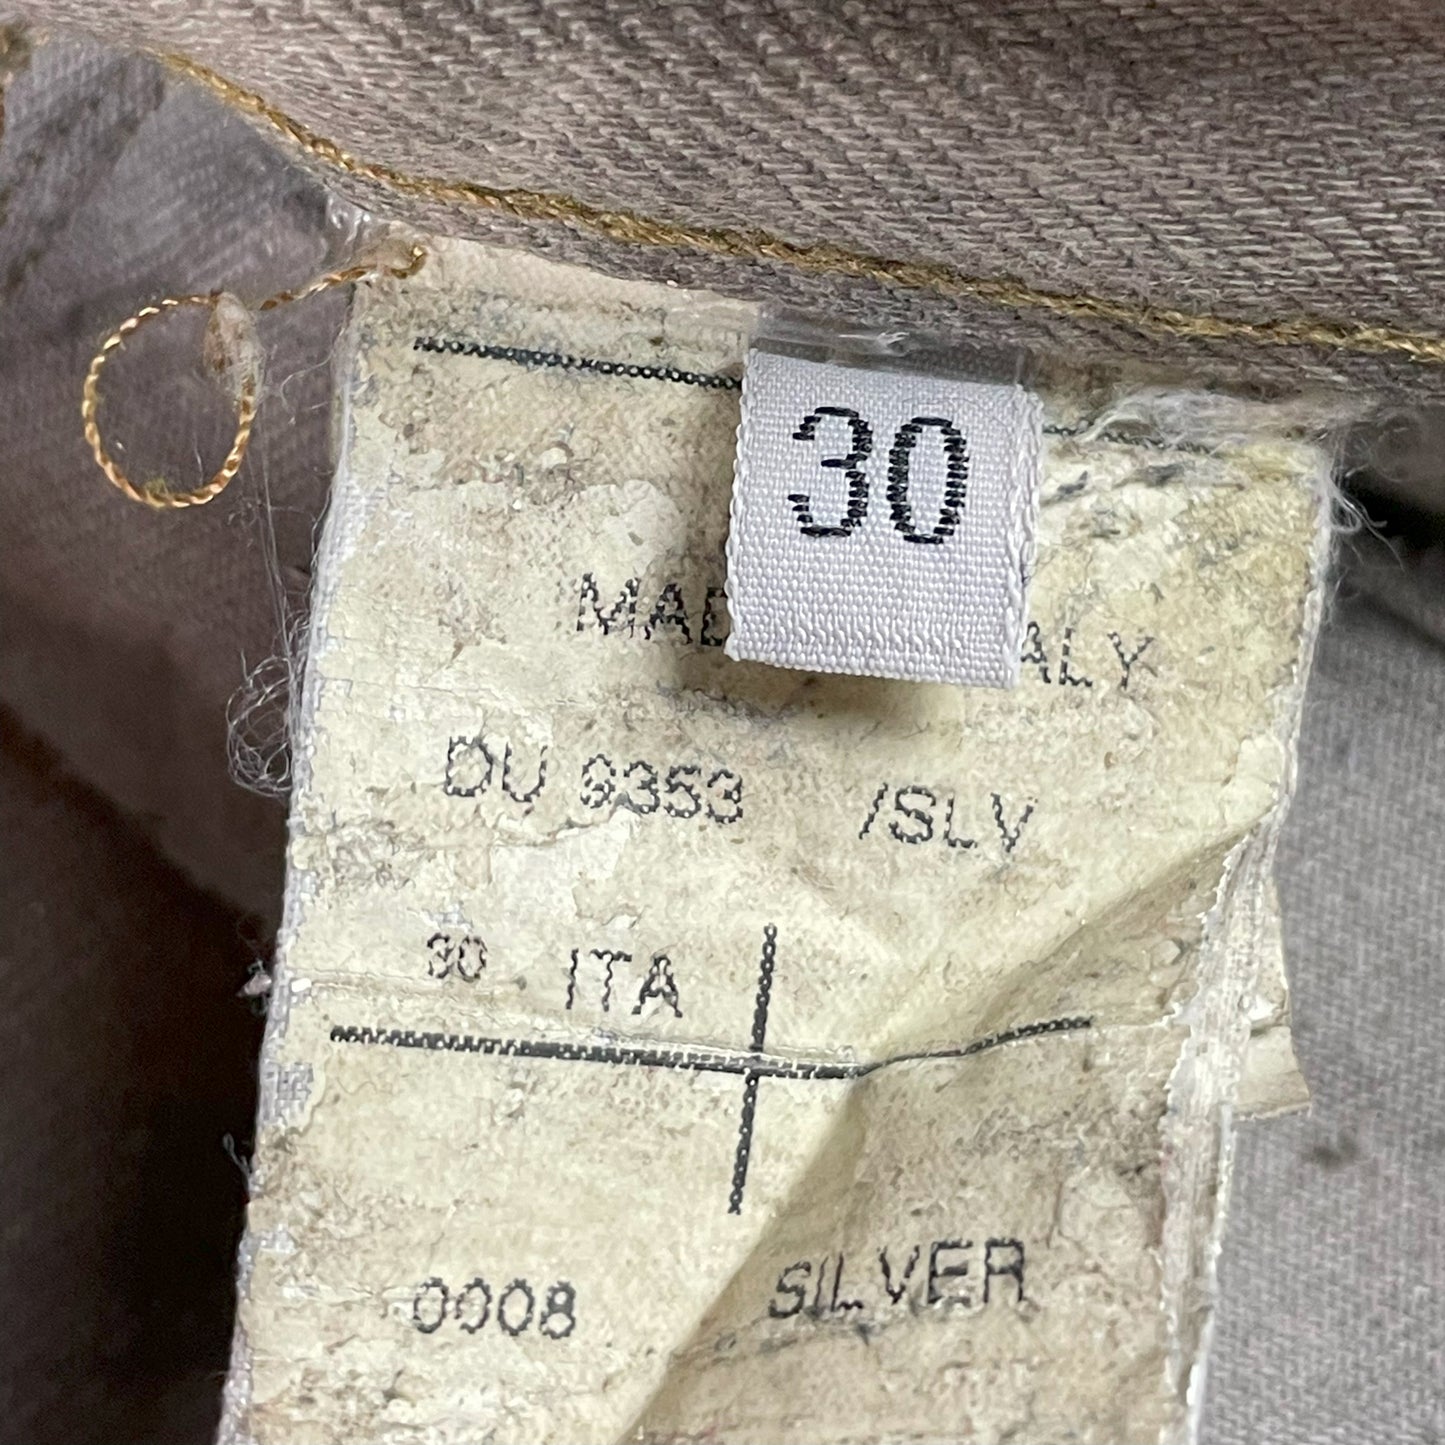 30
MAD ALY
DU 9353 /SLV
30 ITA
0008 SILVER